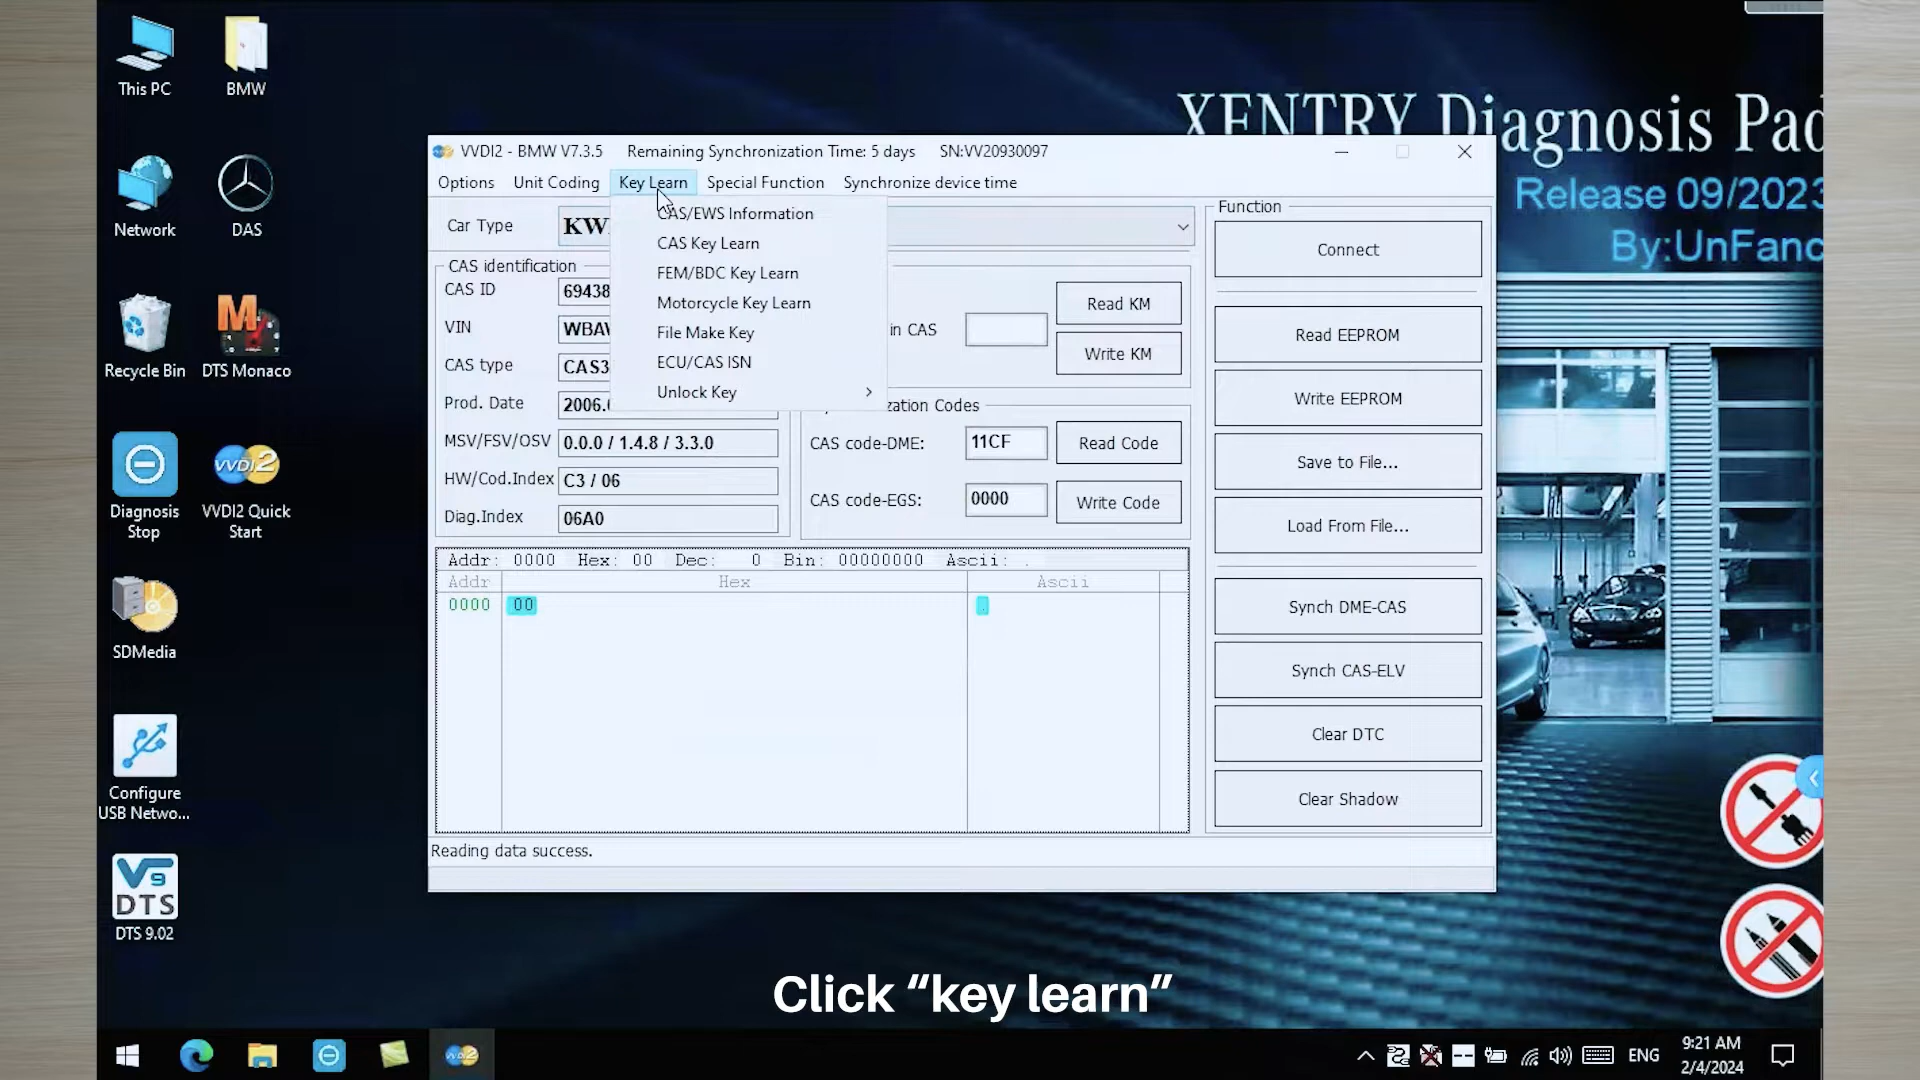 This PC
BMW
Network
DAS
Recycle Bin
DTS Monaco
Diagnosis
Stop
VVDI2
VVDI2 Quick
Start
SDMedia
Configure
USB Netwo...
V9
DTS
DTS 9.02
XENTRY Diagnosis Pad
Release 09/2023
By:UnFanc
VVDI2 - BMW V7.3.5 Remaining Synchronization Time: 5 days SN:VV20930097
Options Unit Coding Key Learn Special Function Synchronize device time
CAS/EWS Information
CAS Key Learn
FEM/BDC Key Learn
Motorcycle Key Learn
File Make Key
ECU/CAS ISN
Unlock Key
Car Type
CAS identification
CAS ID 69438
VIN
CAS type CAS3
Prod. Date 2006.
MSV/FSV/OSV 0.0.0 / 1.4.8 / 3.3.0
HW/Cod.Index C3 / 06
Diag.Index 06A0
in CAS
Read KM
Write KM
zation Codes
CAS code-DME: 11CF Read Code
CAS code-EGS: 0000 Write Code
Addr: 0000 Hex: 00 Dec: 0 Bin: 00000000 Ascii: .
Addr Hex Ascii
0000 00 .
Reading data success.
Function
Connect
Read EEPROM
Write EEPROM
Save to File...
Load From File...
Synch DME-CAS
Synch CAS-ELV
Clear DTC
Clear Shadow
Click “key learn”
VVDI2
ENG
9:21 AM
2/4/2024